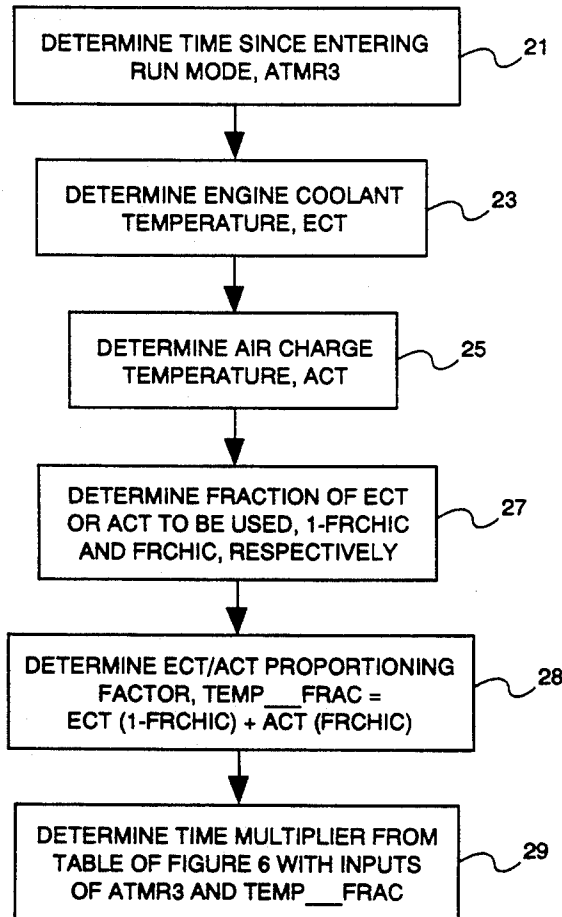 DETERMINE TIME SINCE ENTERING
RUN MODE, ATMR3
21
DETERMINE ENGINE COOLANT
TEMPERATURE, ECT
23
DETERMINE AIR CHARGE
TEMPERATURE, ACT
25
DETERMINE FRACTION OF ECT
OR ACT TO BE USED, 1-FRCHIC
AND FRCHIC, RESPECTIVELY
27
DETERMINE ECT/ACT PROPORTIONING
FACTOR, TEMP__FRAC =
ECT (1-FRCHIC) + ACT (FRCHIC)
28
DETERMINE TIME MULTIPLIER FROM
TABLE OF FIGURE 6 WITH INPUTS
OF ATMR3 AND TEMP__FRAC
29